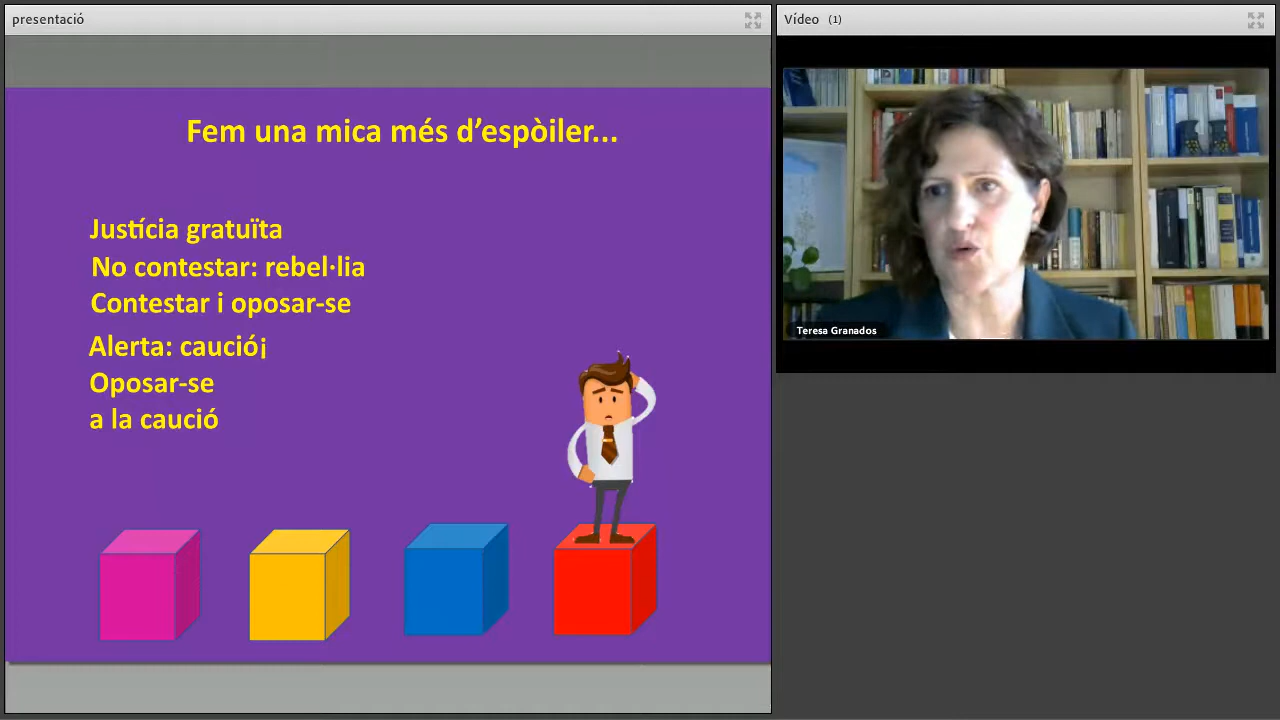 presentació
Vídeo (1)
Fem una mica més d’espòiler...
Justícia gratuïta
No contestar: rebel·lia
Contestar i oposar-se
Alerta: caució¡
Oposar-se
a la caució
Teresa Granados